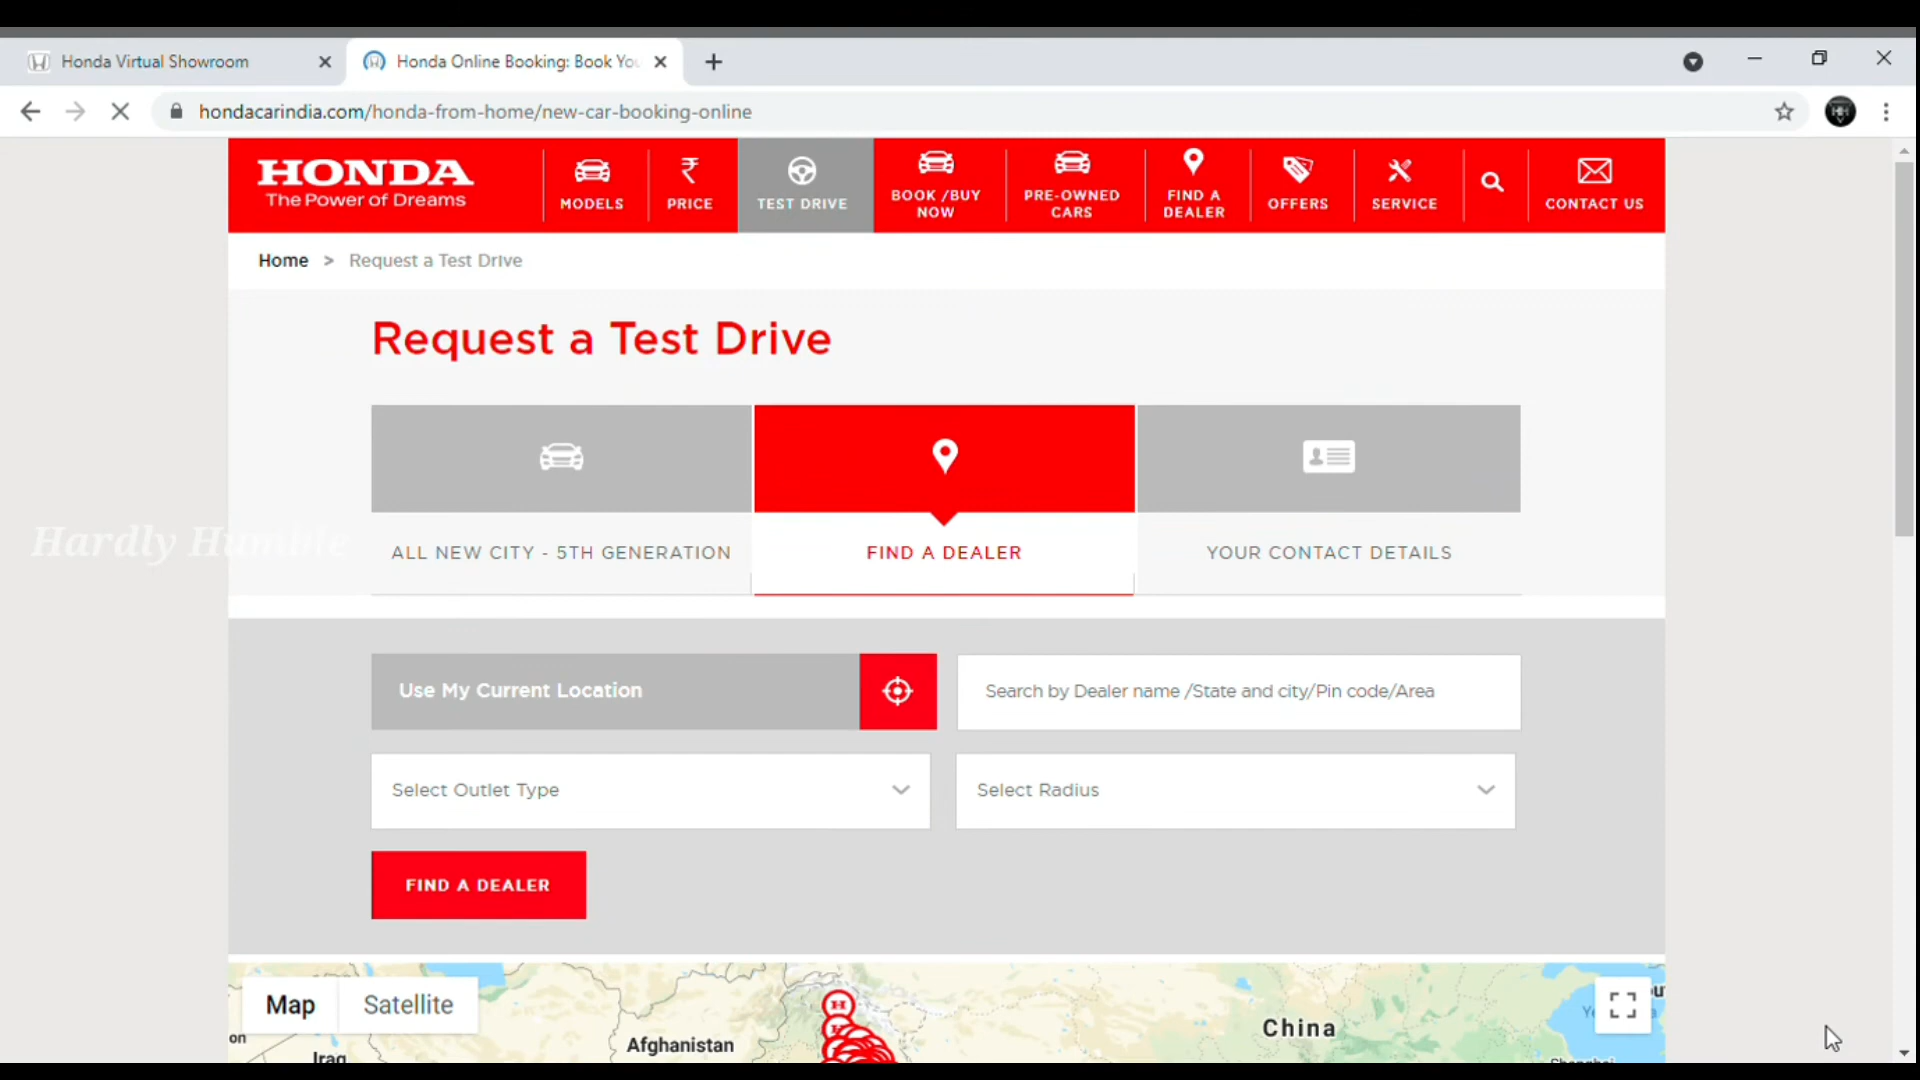 Honda Virtual Showroom
Honda Online Booking: Book You
hondacarindia.com/honda-from-home/new-car-booking-online
HONDA
The Power of Dreams
MODELS
PRICE
TEST DRIVE
BOOK /BUY
NOW
PRE-OWNED
CARS
FIND A
DEALER
OFFERS
SERVICE
CONTACT US
Home > Request a Test Drive
Request a Test Drive
Hardly Humble
ALL NEW CITY - 5TH GENERATION
FIND A DEALER
YOUR CONTACT DETAILS
Use My Current Location
Search by Dealer name /State and city/Pin code/Area
Select Outlet Type
Select Radius
FIND A DEALER
Map
Satellite
China
Afghanistan
on
Iraq